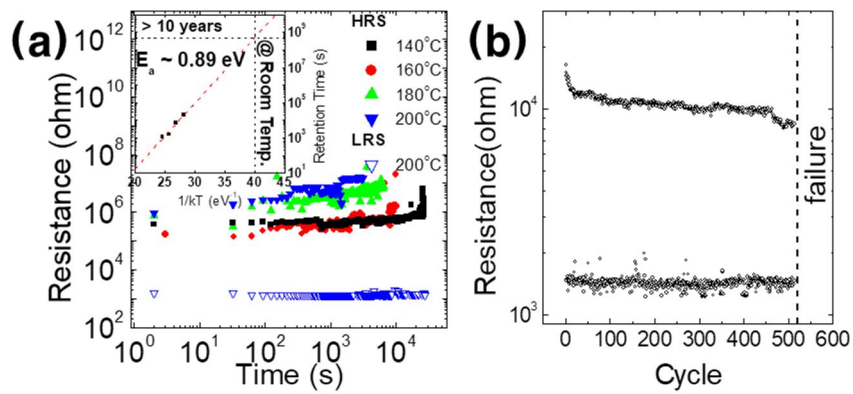 (a)
Resistance (ohm)
10^12
10^10
10^8
10^6
10^4
10^2
10^0
10^1
10^2
10^3
10^4
Time (s)
> 10 years
E_a ~ 0.89 eV
@ Room Temp.
10^9
10^7
10^5
10^3
10^1
Retention Time (s)
20
25
30
35
40
45
1/kT (eV^-1)
HRS
140°C
160°C
180°C
200°C
LRS
200°C
(b)
Resistance(ohm)
10^4
10^3
failure
0
100
200
300
400
500
600
Cycle